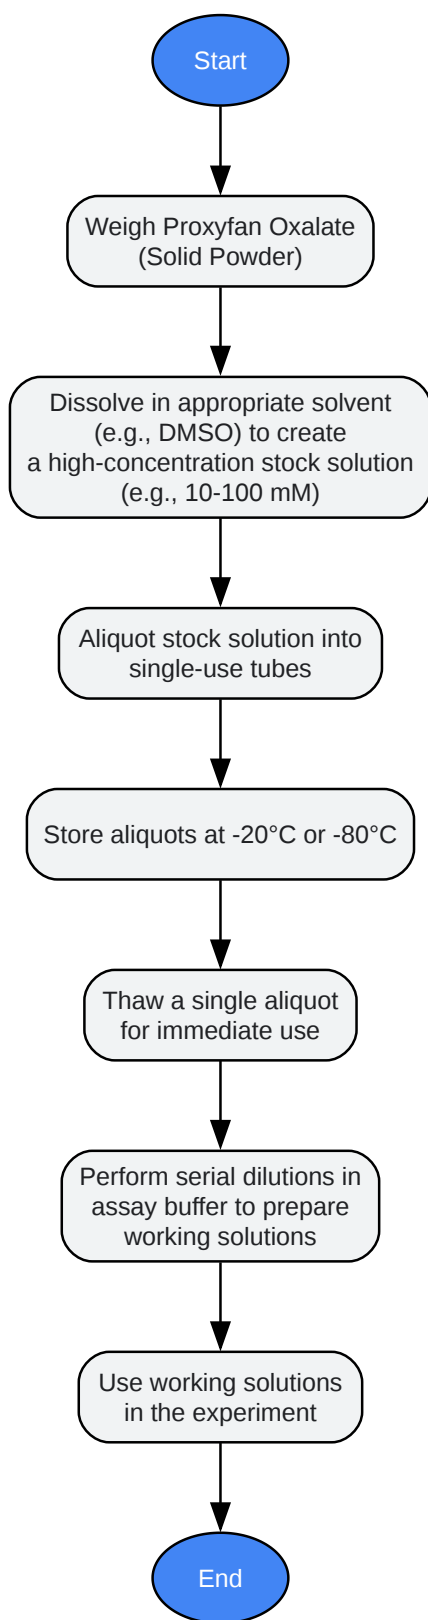 Start
Weigh Proxyfan Oxalate
(Solid Powder)
Dissolve in appropriate solvent
(e.g., DMSO) to create
a high-concentration stock solution
(e.g., 10-100 mM)
Aliquot stock solution into
single-use tubes
Store aliquots at -20°C or -80°C
Thaw a single aliquot
for immediate use
Perform serial dilutions in
assay buffer to prepare
working solutions
Use working solutions
in the experiment
End